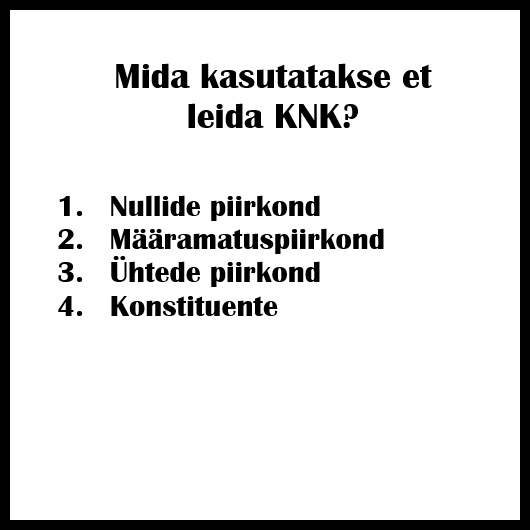 Mida kasutatakse et
leida KNK?
1. Nullide piirkond
2. Määramatuspiirkond
3. Ühtede piirkond
4. Konstituente